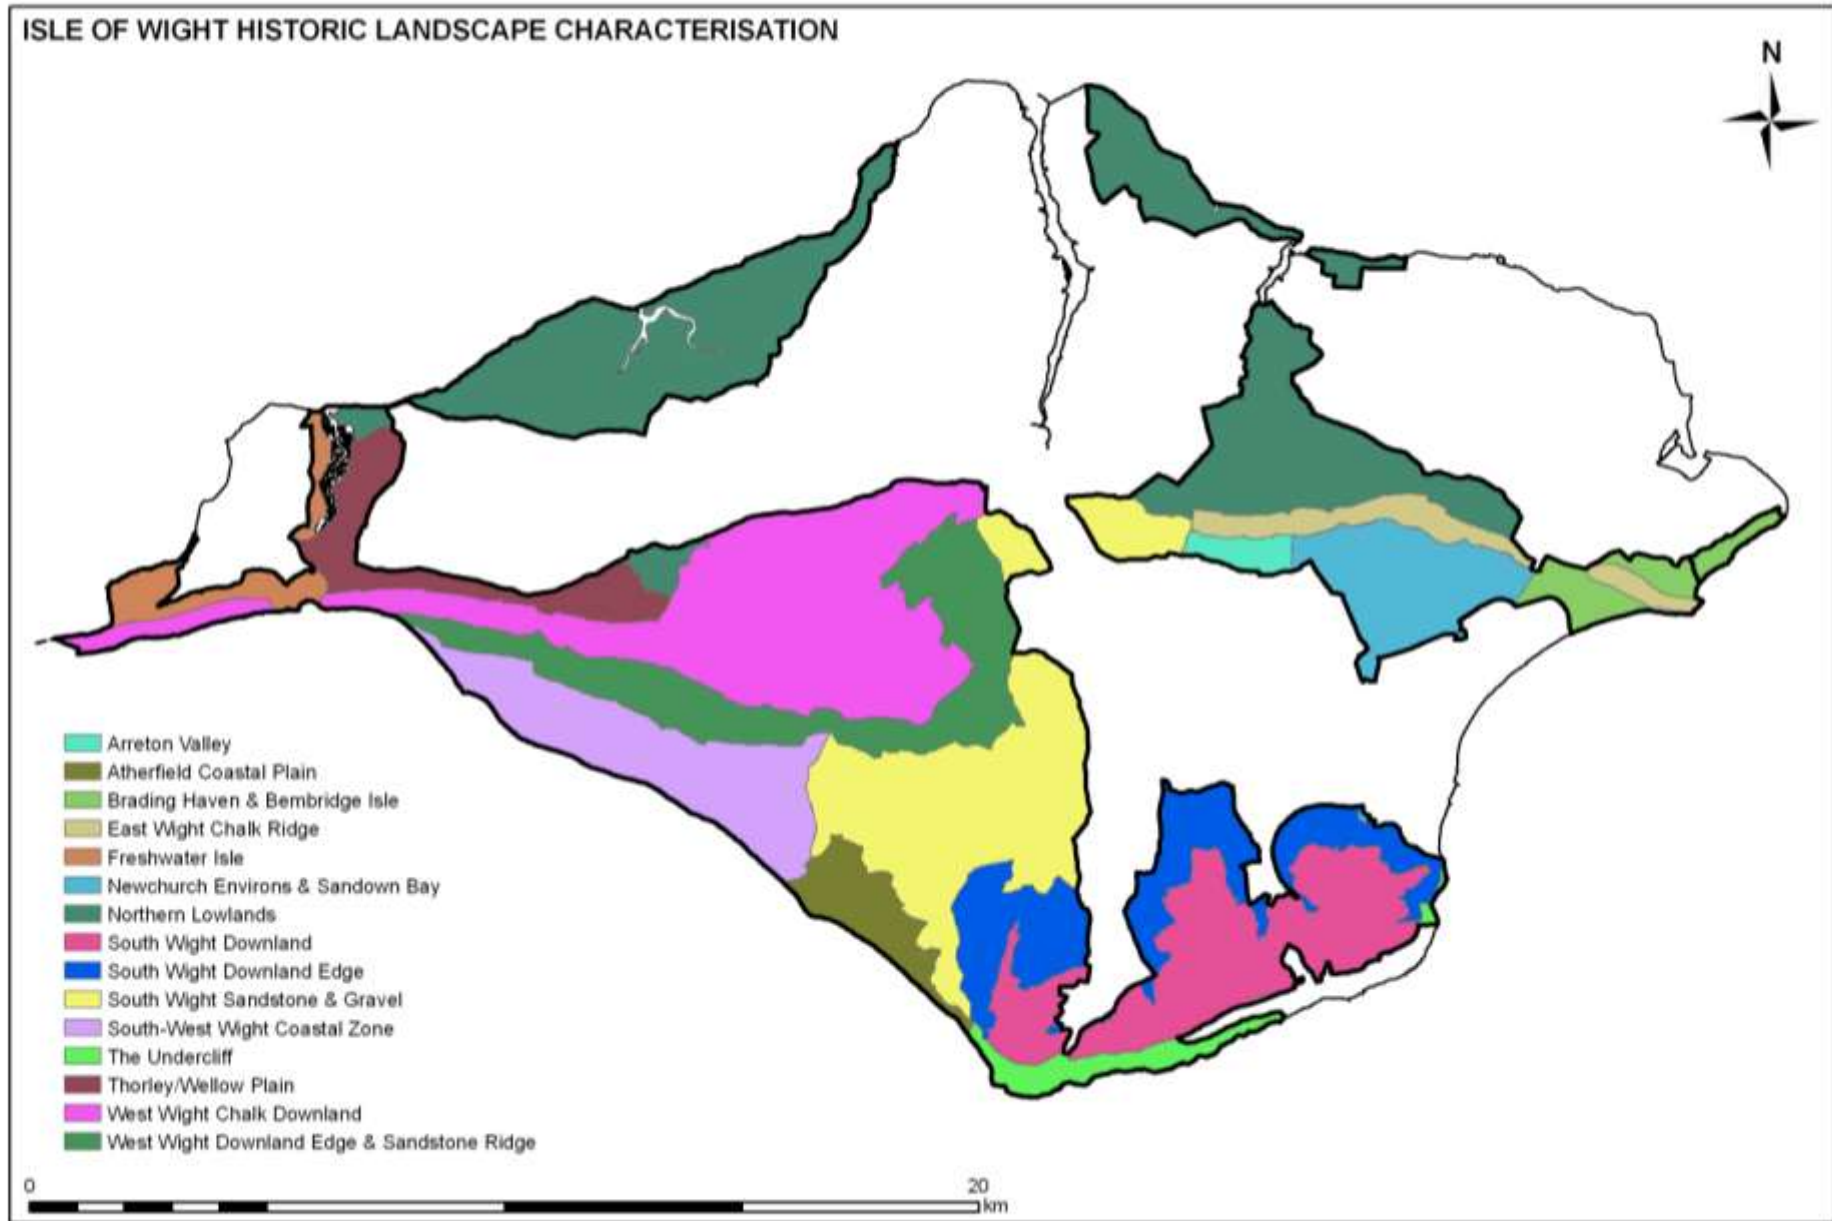 ISLE OF WIGHT HISTORIC LANDSCAPE CHARACTERISATION
N
Arreton Valley
Atherfield Coastal Plain
Brading Haven & Bembridge Isle
East Wight Chalk Ridge
Freshwater Isle
Newchurch Environs & Sandown Bay
Northern Lowlands
South Wight Downland
South Wight Downland Edge
South Wight Sandstone & Gravel
South-West Wight Coastal Zone
The Undercliff
Thorley/Wellow Plain
West Wight Chalk Downland
West Wight Downland Edge & Sandstone Ridge
0 20
km